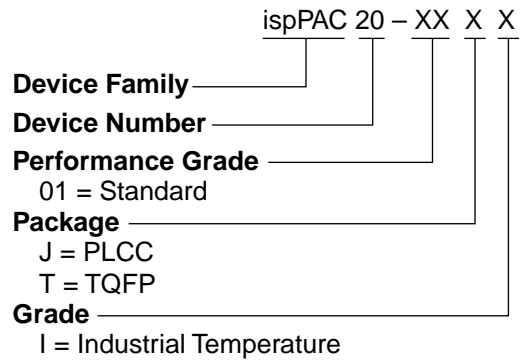 ispPAC 20 – XX X X
Device Family
Device Number
Performance Grade
01 = Standard
Package
J = PLCC
T = TQFP
Grade
I = Industrial Temperature